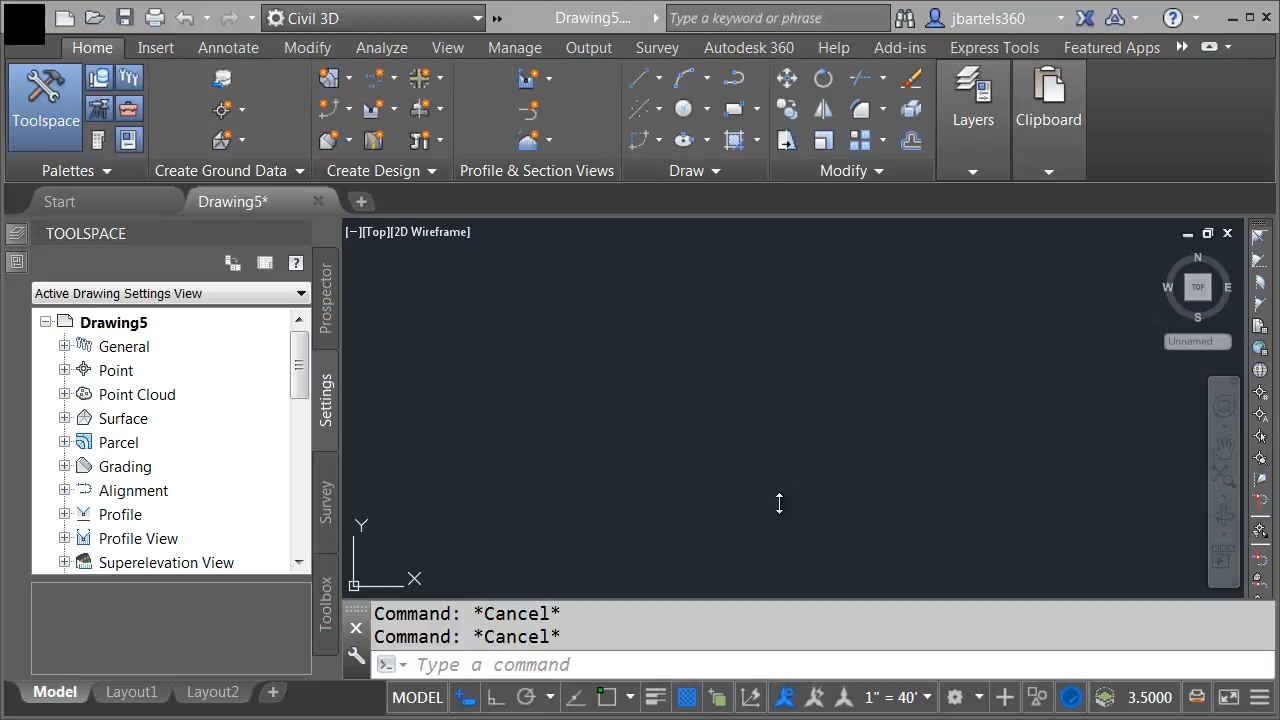 Civil 3D
Drawing5....
Type a keyword or phrase
jbartels360
Home Insert Annotate Modify Analyze View Manage Output Survey Autodesk 360 Help Add-ins Express Tools Featured Apps
Toolspace
Layers
Clipboard
Palettes
Create Ground Data
Create Design
Profile & Section Views
Draw
Modify
Start
Drawing5*
TOOLSPACE
[−][Top][2D Wireframe]
Active Drawing Settings View
Drawing5
General
Point
Point Cloud
Surface
Parcel
Grading
Alignment
Profile
Profile View
Superelevation View
Prospector
Settings
Survey
Toolbox
N
W
TOP
E
S
Unnamed
Y
X
Command: *Cancel*
Command: *Cancel*
Type a command
Model
Layout1
Layout2
MODEL
1" = 40'
3.5000